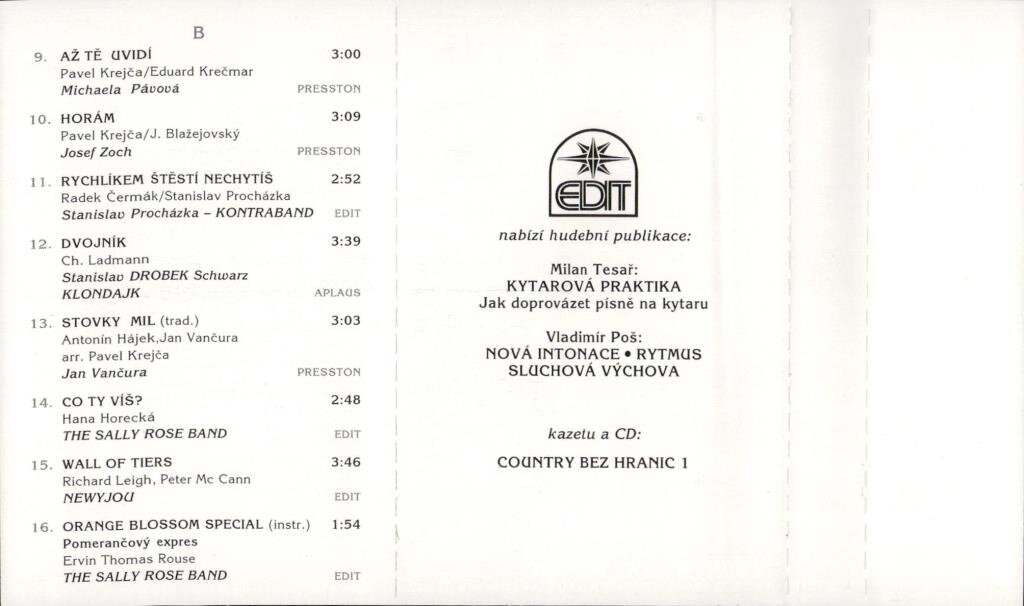 B
9. AŽ TĚ UVIDÍ 3:00
Pavel Krejča/Eduard Krečmar
Michaela Pávová PRESSTON
10. HORÁM 3:09
Pavel Krejča/J. Blažejovský
Josef Zoch PRESSTON
11. RYCHLÍKEM ŠTĚSTÍ NECHYTÍŠ 2:52
Radek Čermák/Stanislav Procházka
Stanislav Procházka – KONTRABAND EDIT
12. DVOJNÍK 3:39
Ch. Ladmann
Stanislav DROBEK Schwarz
KLONDAJK APLAUS
13. STOVKY MIL (trad.) 3:03
Antonín Hájek,Jan Vančura
arr. Pavel Krejča
Jan Vančura PRESSTON
14. CO TY VÍŠ? 2:48
Hana Horecká
THE SALLY ROSE BAND EDIT
15. WALL OF TIERS 3:46
Richard Leigh, Peter Mc Cann
NEWYJOU EDIT
16. ORANGE BLOSSOM SPECIAL (instr.) 1:54
Pomerančový expres
Ervin Thomas Rouse
THE SALLY ROSE BAND EDIT
EDIT
nabízí hudební publikace:
Milan Tesař:
KYTAROVÁ PRAKTIKA
Jak doprovázet písně na kytaru
Vladimír Poš:
NOVÁ INTONACE • RYTMUS
SLUCHOVÁ VÝCHOVA
kazetu a CD:
COUNTRY BEZ HRANIC 1